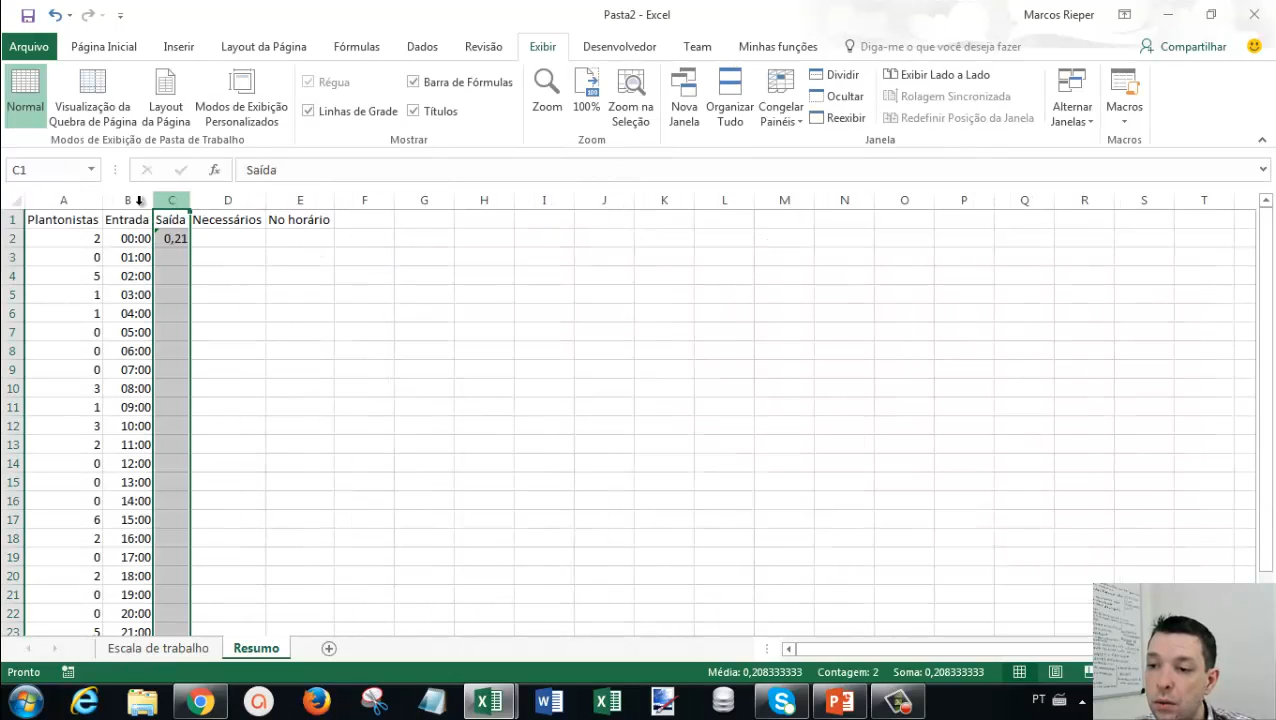 Pasta2 - Excel
Marcos Rieper
Arquivo
Página Inicial
Inserir
Layout da Página
Fórmulas
Dados
Revisão
Exibir
Desenvolvedor
Team
Minhas funções
Diga-me o que você deseja fazer
Compartilhar
Normal
Visualização da Quebra de Página
Layout da Página
Modos de Exibição Personalizados
Régua
Barra de Fórmulas
Linhas de Grade
Títulos
Zoom
100%
Zoom na Seleção
Nova Janela
Organizar Tudo
Congelar Painéis
Dividir
Ocultar
Reexibir
Exibir Lado a Lado
Rolagem Sincronizada
Redefinir Posição da Janela
Alternar Janelas
Macros
Modos de Exibição de Pasta de Trabalho
Mostrar
Zoom
Janela
Macros
C1
fx
Saída
A B C D E F G H I J K L M N O P Q R S T
1 Plantonistas Entrada Saída Necessários No horário
2 2 00:00 0,21
3 0 01:00
4 5 02:00
5 1 03:00
6 1 04:00
7 0 05:00
8 0 06:00
9 0 07:00
10 3 08:00
11 1 09:00
12 3 10:00
13 2 11:00
14 0 12:00
15 0 13:00
16 0 14:00
17 6 15:00
18 2 16:00
19 0 17:00
20 2 18:00
21 0 19:00
22 0 20:00
23 5 21:00
Escala de trabalho
Resumo
Pronto
Média: 0,208333333
Contagem: 2
Soma: 0,208333333
PT